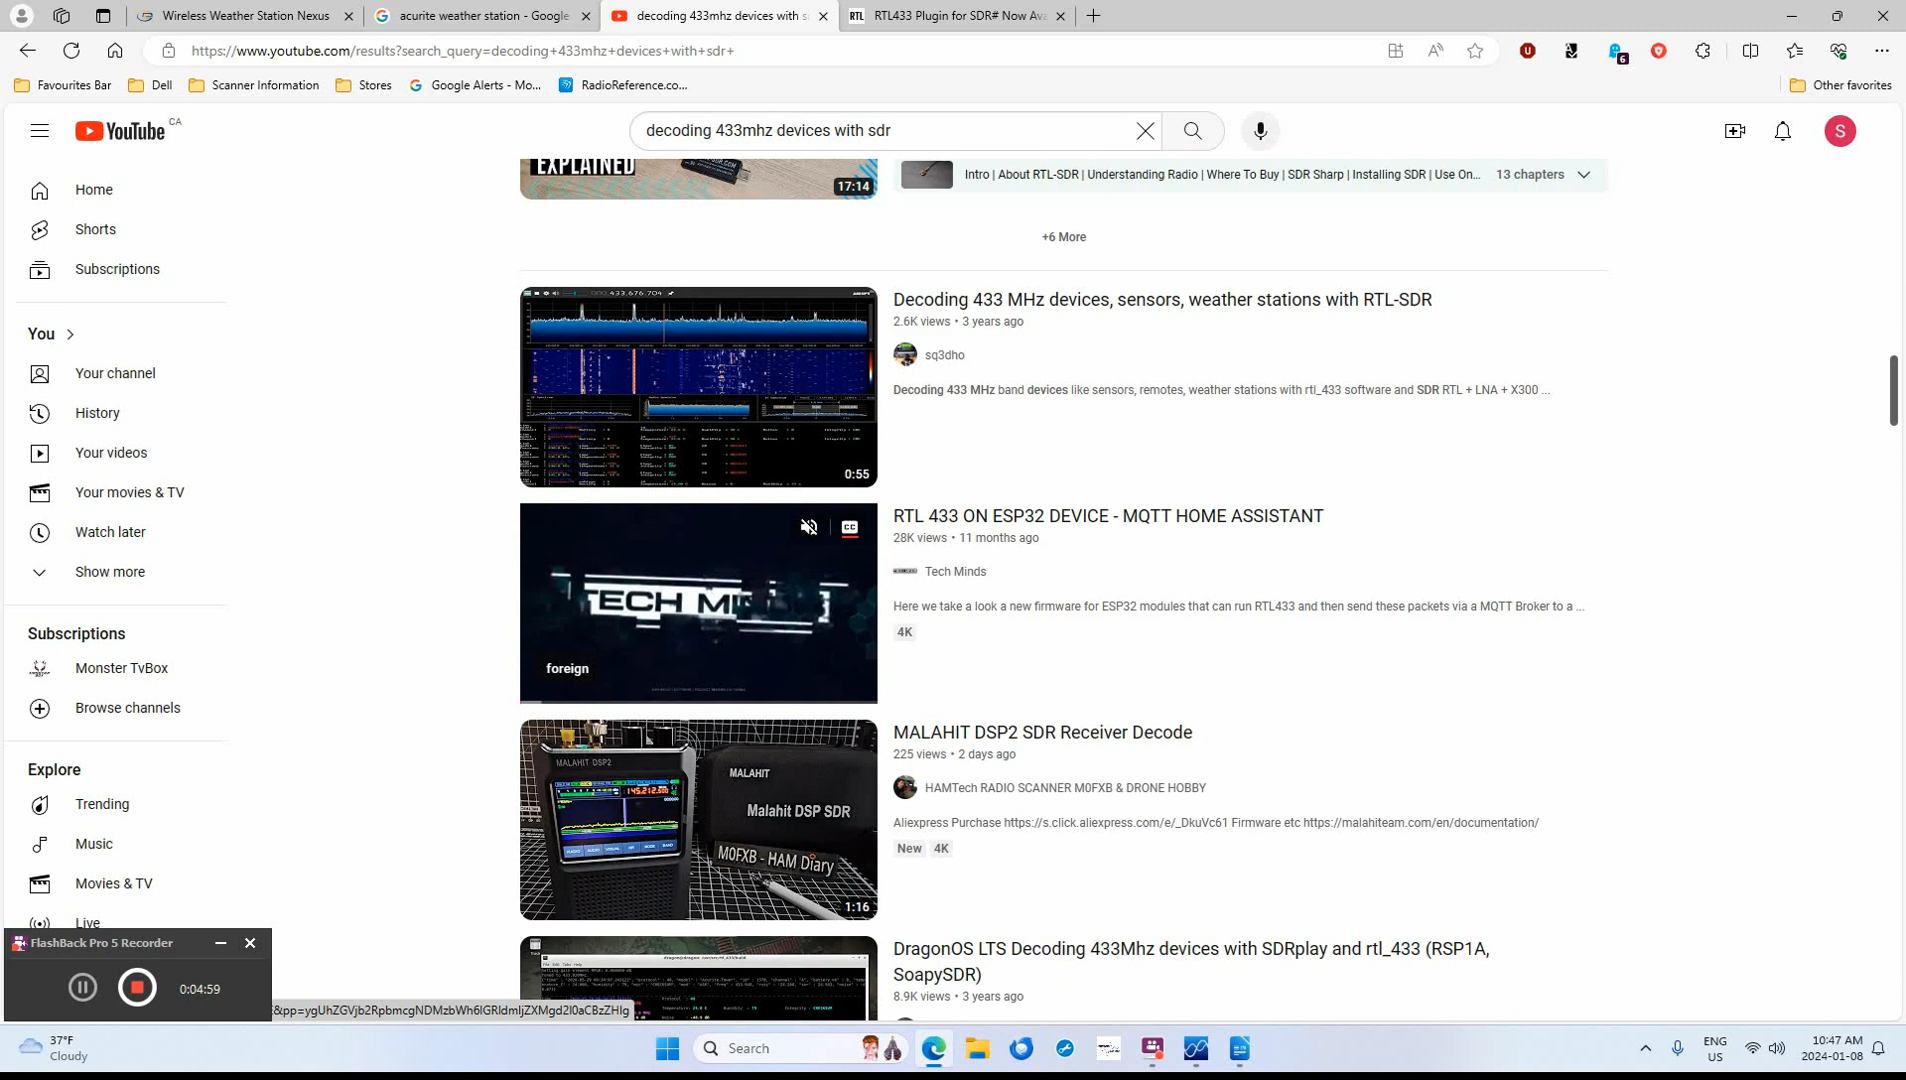 Wireless Weather Station Nexus
acurite weather station - Google
decoding 433mhz devices with s
RTL433 Plugin for SDR# Now Ava
https://www.youtube.com/results?search_query=decoding+433mhz+devices+with+sdr+
6
Favourites Bar
Dell
Scanner Information
Stores
Google Alerts - Mo...
RadioReference.co...
Other favorites
YouTube CA
decoding 433mhz devices with sdr
S
EXPLAINED
17:14
Intro | About RTL-SDR | Understanding Radio | Where To Buy | SDR Sharp | Installing SDR | Use On...
13 chapters
+6 More
Home
Shorts
Subscriptions
You
Your channel
History
Your videos
Your movies & TV
Watch later
Show more
Subscriptions
Monster TvBox
Browse channels
Explore
Trending
Music
Movies & TV
Live
433.676.704
0:55
Decoding 433 MHz devices, sensors, weather stations with RTL-SDR
2.6K views • 3 years ago
sq3dho
Decoding 433 MHz band devices like sensors, remotes, weather stations with rtl_433 software and SDR RTL + LNA + X300 ...
CC
TECH MI
foreign
RTL 433 ON ESP32 DEVICE - MQTT HOME ASSISTANT
28K views • 11 months ago
Tech Minds
Here we take a look a new firmware for ESP32 modules that can run RTL433 and then send these packets via a MQTT Broker to a ...
4K
MALAHIT DSP2
145.212.500
MALAHIT
Malahit DSP SDR
M0FXB - HAM Diary
1:16
MALAHIT DSP2 SDR Receiver Decode
225 views • 2 days ago
HAMTech RADIO SCANNER M0FXB & DRONE HOBBY
Aliexpress Purchase https://s.click.aliexpress.com/e/_DkuVc61 Firmware etc https://malahiteam.com/en/documentation/
New
4K
DragonOS LTS Decoding 433Mhz devices with SDRplay and rtl_433 (RSP1A,
SoapySDR)
8.9K views • 3 years ago
FlashBack Pro 5 Recorder
0:04:59
37°F
Cloudy
Search
ENG
US
10:47 AM
2024-01-08